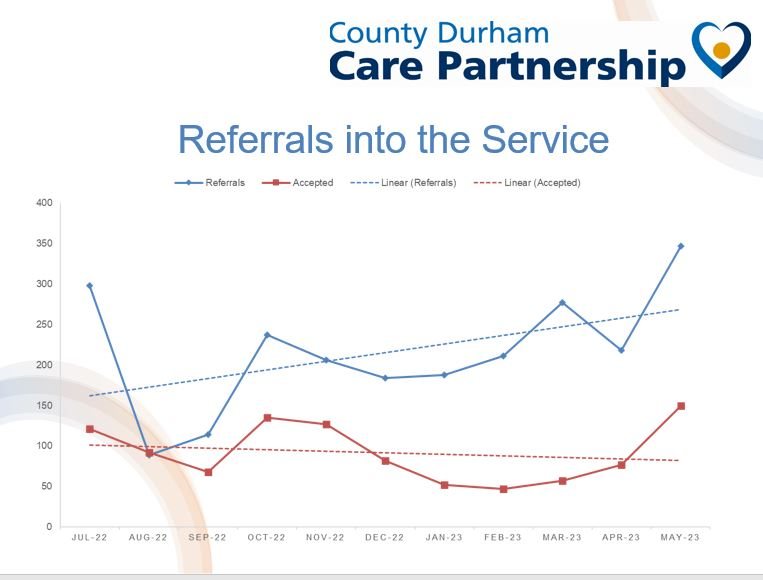 County Durham
Care Partnership
Referrals into the Service
Referrals Accepted Linear (Referrals) Linear (Accepted)
400
350
300
250
200
150
100
50
0
JUL-22 AUG-22 SEP-22 OCT-22 NOV-22 DEC-22 JAN-23 FEB-23 MAR-23 APR-23 MAY-23